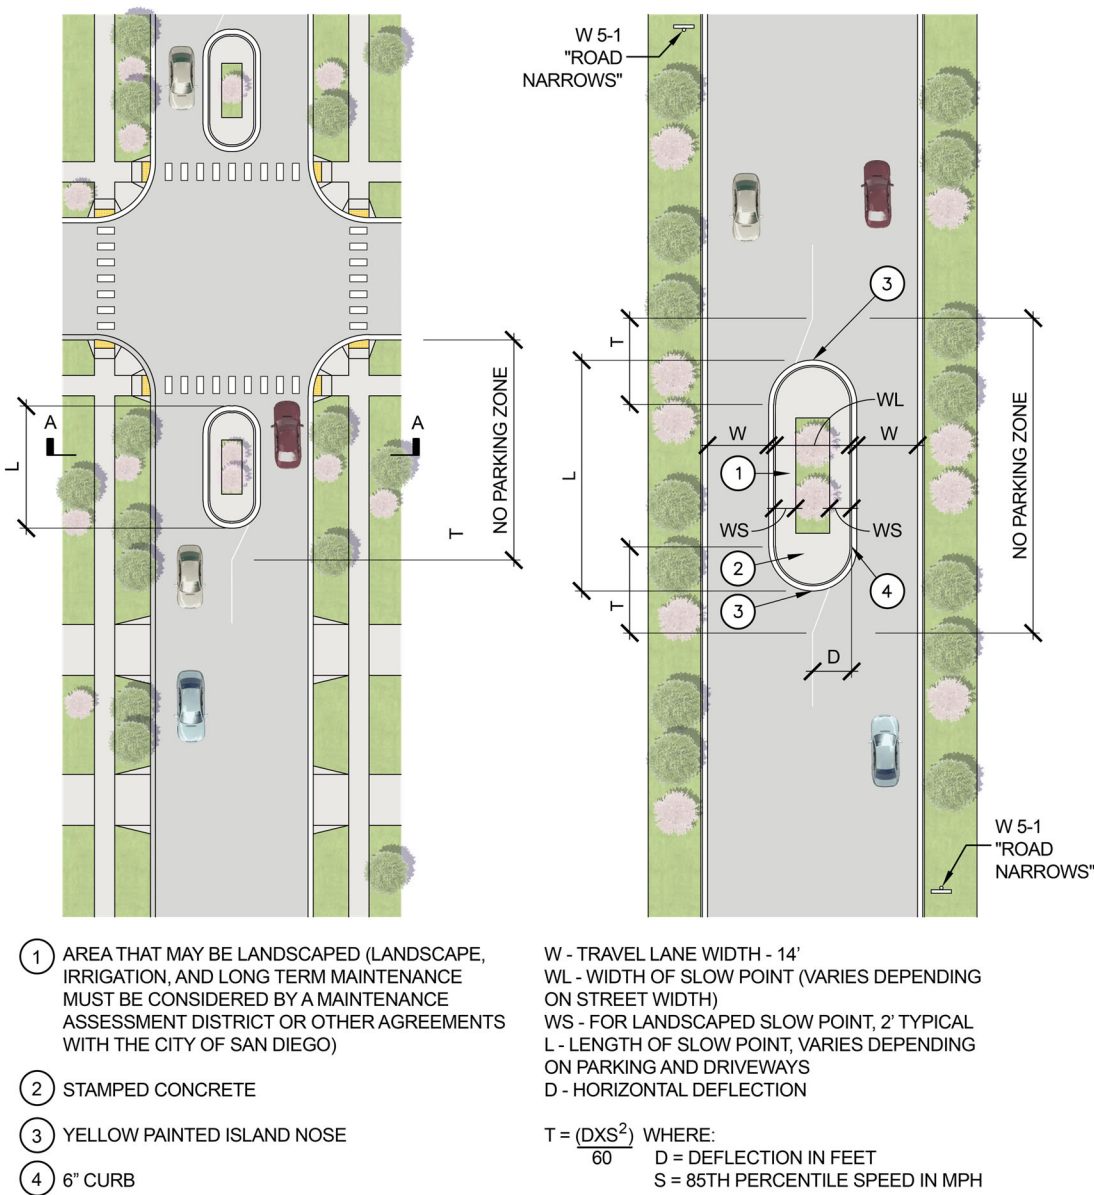 A
A
L
T
NO PARKING ZONE
W 5-1
"ROAD
NARROWS"
3
T
WL
W
W
1
L
NO PARKING ZONE
WS
WS
2
4
T
3
D
W 5-1
"ROAD
NARROWS"
1 AREA THAT MAY BE LANDSCAPED (LANDSCAPE,
IRRIGATION, AND LONG TERM MAINTENANCE
MUST BE CONSIDERED BY A MAINTENANCE
ASSESSMENT DISTRICT OR OTHER AGREEMENTS
WITH THE CITY OF SAN DIEGO)
2 STAMPED CONCRETE
3 YELLOW PAINTED ISLAND NOSE
4 6” CURB
W - TRAVEL LANE WIDTH - 14’
WL - WIDTH OF SLOW POINT (VARIES DEPENDING
ON STREET WIDTH)
WS - FOR LANDSCAPED SLOW POINT, 2’ TYPICAL
L - LENGTH OF SLOW POINT, VARIES DEPENDING
ON PARKING AND DRIVEWAYS
D - HORIZONTAL DEFLECTION
T = (DXS²) WHERE:
60 D = DEFLECTION IN FEET
S = 85TH PERCENTILE SPEED IN MPH